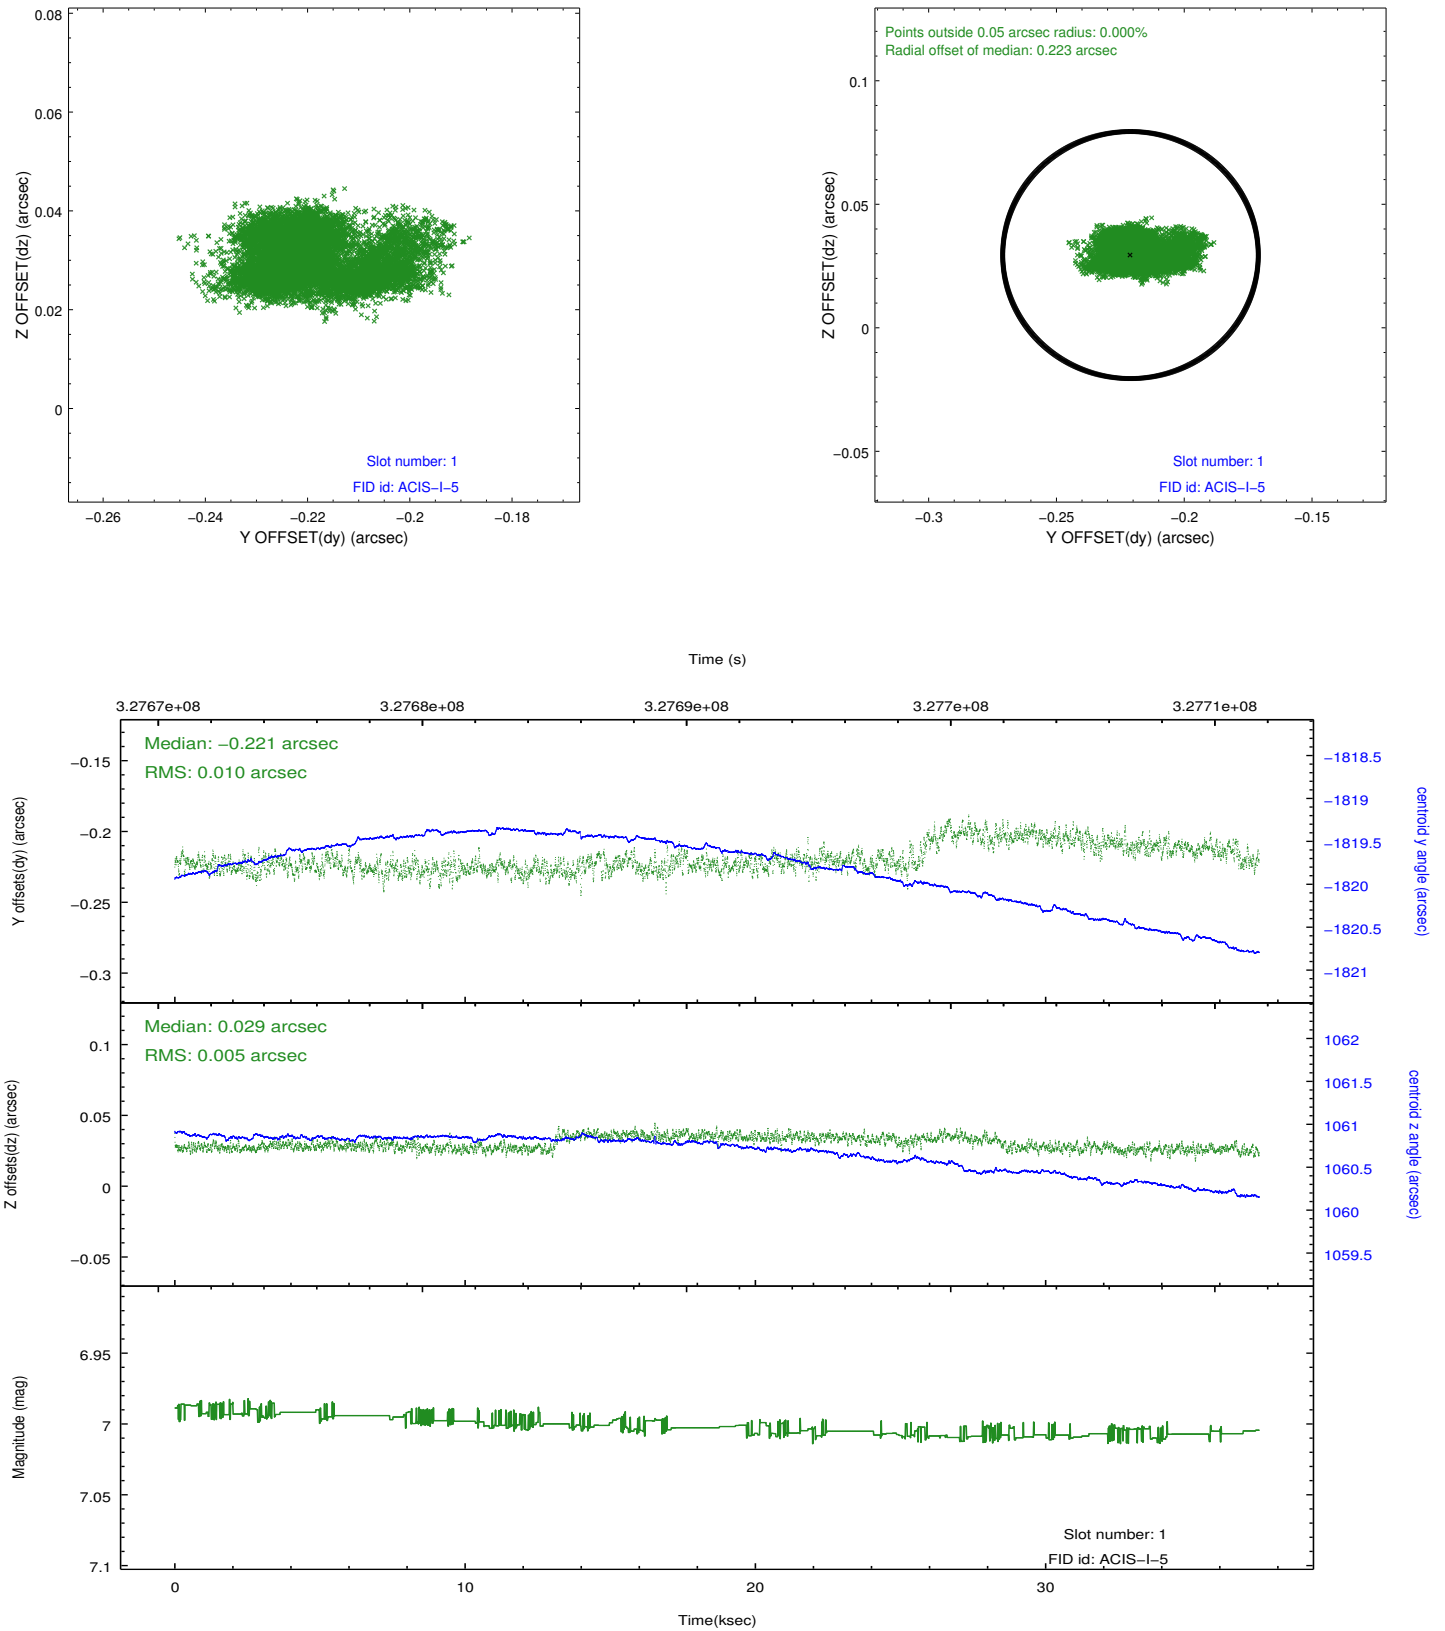 0.08
0.06
0.04
0.02
0
Z OFFSET(dz) (arcsec)
Slot number: 1
FID id: ACIS−I−5
−0.26
−0.24
−0.22
−0.2
−0.18
Y OFFSET(dy) (arcsec)
Points outside 0.05 arcsec radius: 0.000%
Radial offset of median: 0.223 arcsec
0.1
0.05
0
−0.05
Z OFFSET(dz) (arcsec)
Slot number: 1
FID id: ACIS−I−5
−0.3
−0.25
−0.2
−0.15
Y OFFSET(dy) (arcsec)
Time (s)
3.2767e+08
3.2768e+08
3.2769e+08
3.277e+08
3.2771e+08
Median: −0.221 arcsec
RMS: 0.010 arcsec
−0.15
−0.2
−0.25
−0.3
Y offsets(dy) (arcsec)
−1818.5
−1819
−1819.5
−1820
−1820.5
−1821
centroid y angle (arcsec)
Median: 0.029 arcsec
RMS: 0.005 arcsec
0.1
0.05
0
−0.05
Z offsets(dz) (arcsec)
1062
1061.5
1061
1060.5
1060
1059.5
centroid z angle (arcsec)
6.95
7
7.05
7.1
Magnitude (mag)
Slot number: 1
FID id: ACIS−I−5
0
10
20
30
Time(ksec)